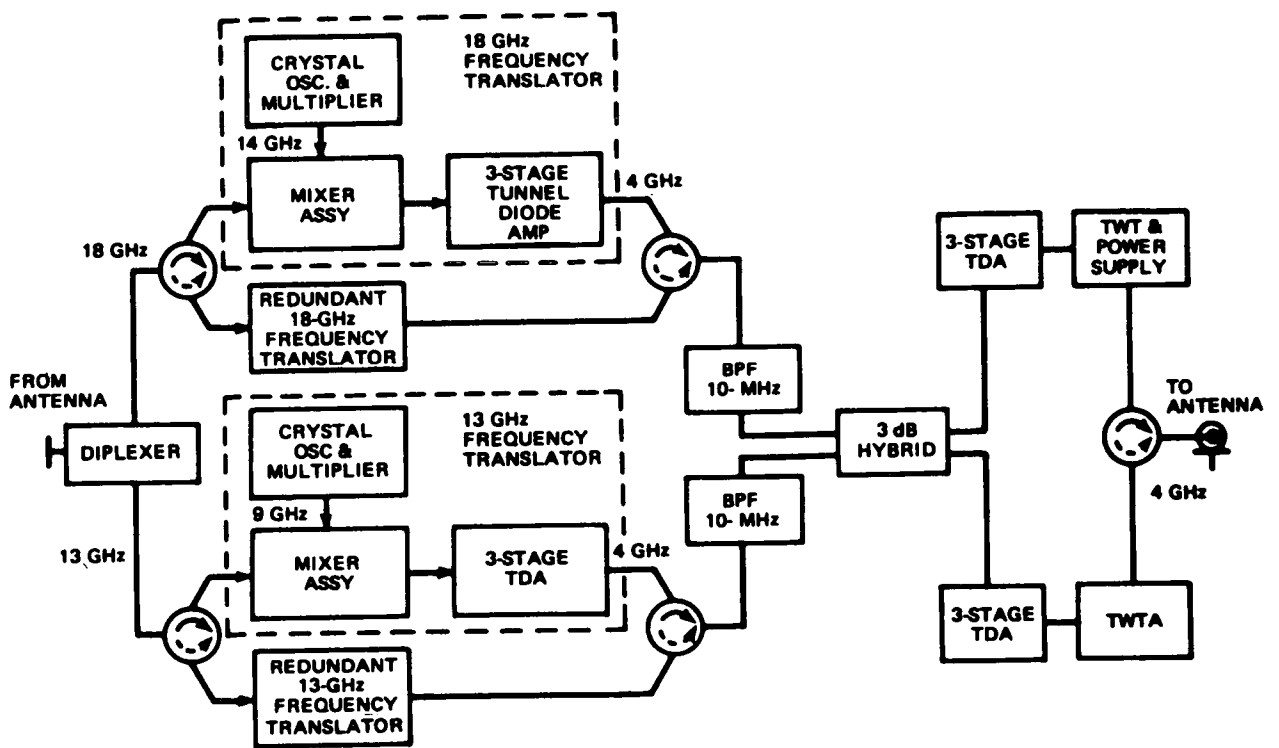 CRYSTAL
OSC. &
MULTIPLIER
18 GHz
FREQUENCY
TRANSLATOR
14 GHz
MIXER
ASSY
3-STAGE
TUNNEL
DIODE
AMP
4 GHz
18 GHz
REDUNDANT
18-GHz
FREQUENCY
TRANSLATOR
FROM
ANTENNA
DIPLEXER
13 GHz
CRYSTAL
OSC &
MULTIPLIER
13 GHz
FREQUENCY
TRANSLATOR
9 GHz
MIXER
ASSY
3-STAGE
TDA
4 GHz
REDUNDANT
13-GHz
FREQUENCY
TRANSLATOR
BPF
10- MHz
BPF
10- MHz
3 dB
HYBRID
3-STAGE
TDA
TWT &
POWER
SUPPLY
TO
ANTENNA
4 GHz
3-STAGE
TDA
TWTA